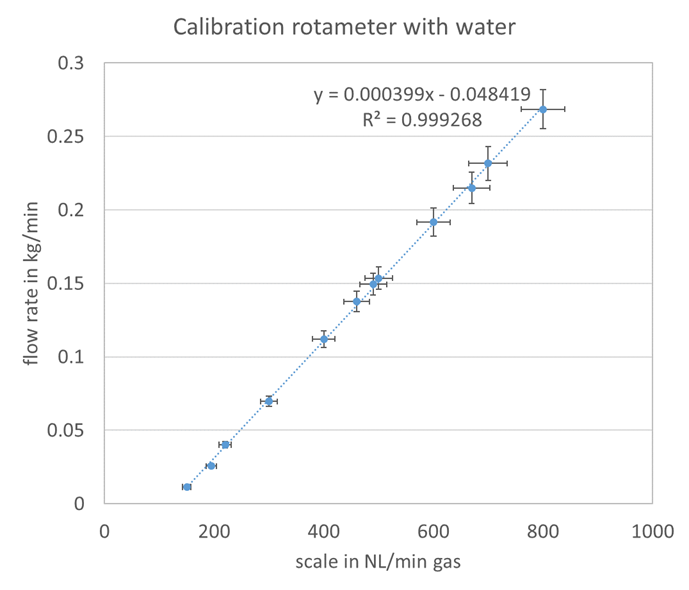 Calibration rotameter with water
y = 0.000399x - 0.048419
R² = 0.999268
0.3
0.25
0.2
0.15
0.1
0.05
0
flow rate in kg/min
0 200 400 600 800 1000
scale in NL/min gas